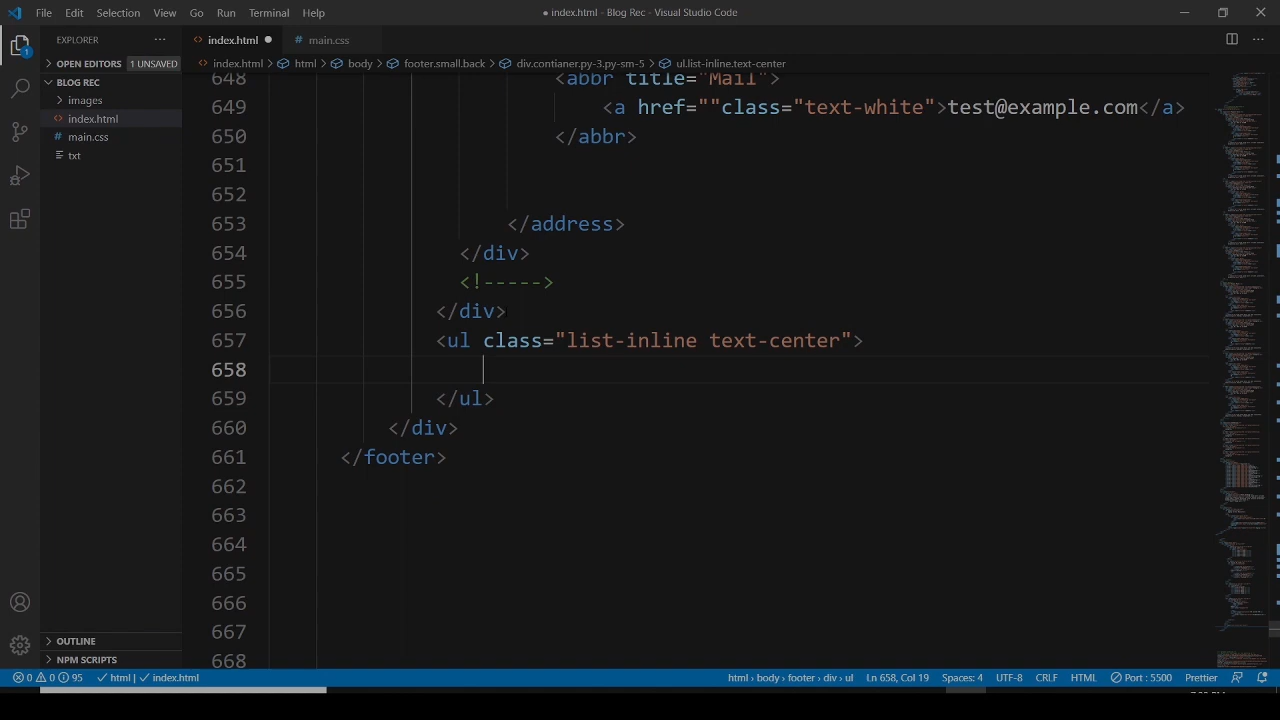 File Edit Selection View Go Run Terminal Help
● index.html - Blog Rec - Visual Studio Code
EXPLORER
index.html
main.css
OPEN EDITORS 1 UNSAVED
index.html > html > body > footer.small.back > div.contianer.py-3.py-sm-5 > ul.list-inline.text-center
BLOG REC
images
index.html
main.css
txt
1
648 <abbr title="Mail">
649 <a href=""class="text-white">test@example.com</a>
650 </abbr>
651
652
653 </address>
654 </div>
655 <!----->
656 </div>
657 <ul class="list-inline text-center">
658
659 </ul>
660 </div>
661 </footer>
662
663
664
665
666
667
668
OUTLINE
NPM SCRIPTS
0 0 95 html | index.html html > body > footer > div > ul Ln 658, Col 19 Spaces: 4 UTF-8 CRLF HTML Port : 5500 Prettier